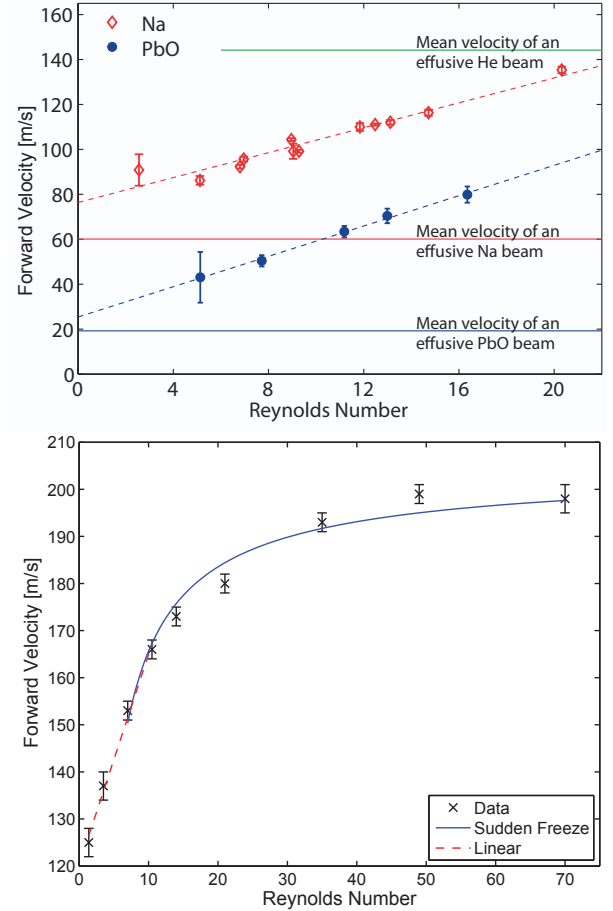 140
120
100
80
60
40
20
0
Na
PbO
Mean velocity of an
effusive He beam
Mean velocity of an
effusive Na beam
Mean velocity of an
effusive PbO beam
Forward Velocity [m/s]
0
4
8
12
16
20
Reynolds Number
160
210
200
190
180
170
160
150
140
130
120
Forward Velocity [m/s]
0
10
20
30
40
50
60
70
Reynolds Number
Data
Sudden Freeze
Linear